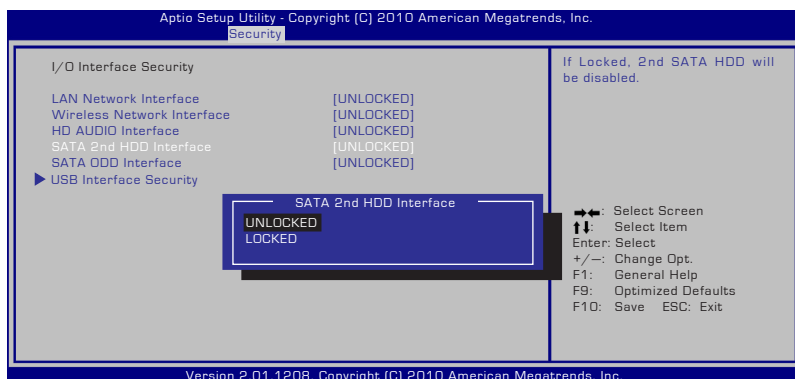 Aptio Setup Utility - Copyright (C) 2010 American Megatrends, Inc.
Security
I/O Interface Security
LAN Network Interface [UNLOCKED]
Wireless Network Interface [UNLOCKED]
HD AUDIO Interface [UNLOCKED]
SATA 2nd HDD Interface [UNLOCKED]
SATA ODD Interface [UNLOCKED]
USB Interface Security
SATA 2nd HDD Interface
UNLOCKED
LOCKED
If Locked, 2nd SATA HDD will
be disabled.
→←: Select Screen
↑↓: Select Item
Enter: Select
+/—: Change Opt.
F1: General Help
F9: Optimized Defaults
F10: Save ESC: Exit
Version 2.01.1208. Copyright (C) 2010 American Megatrends, Inc.